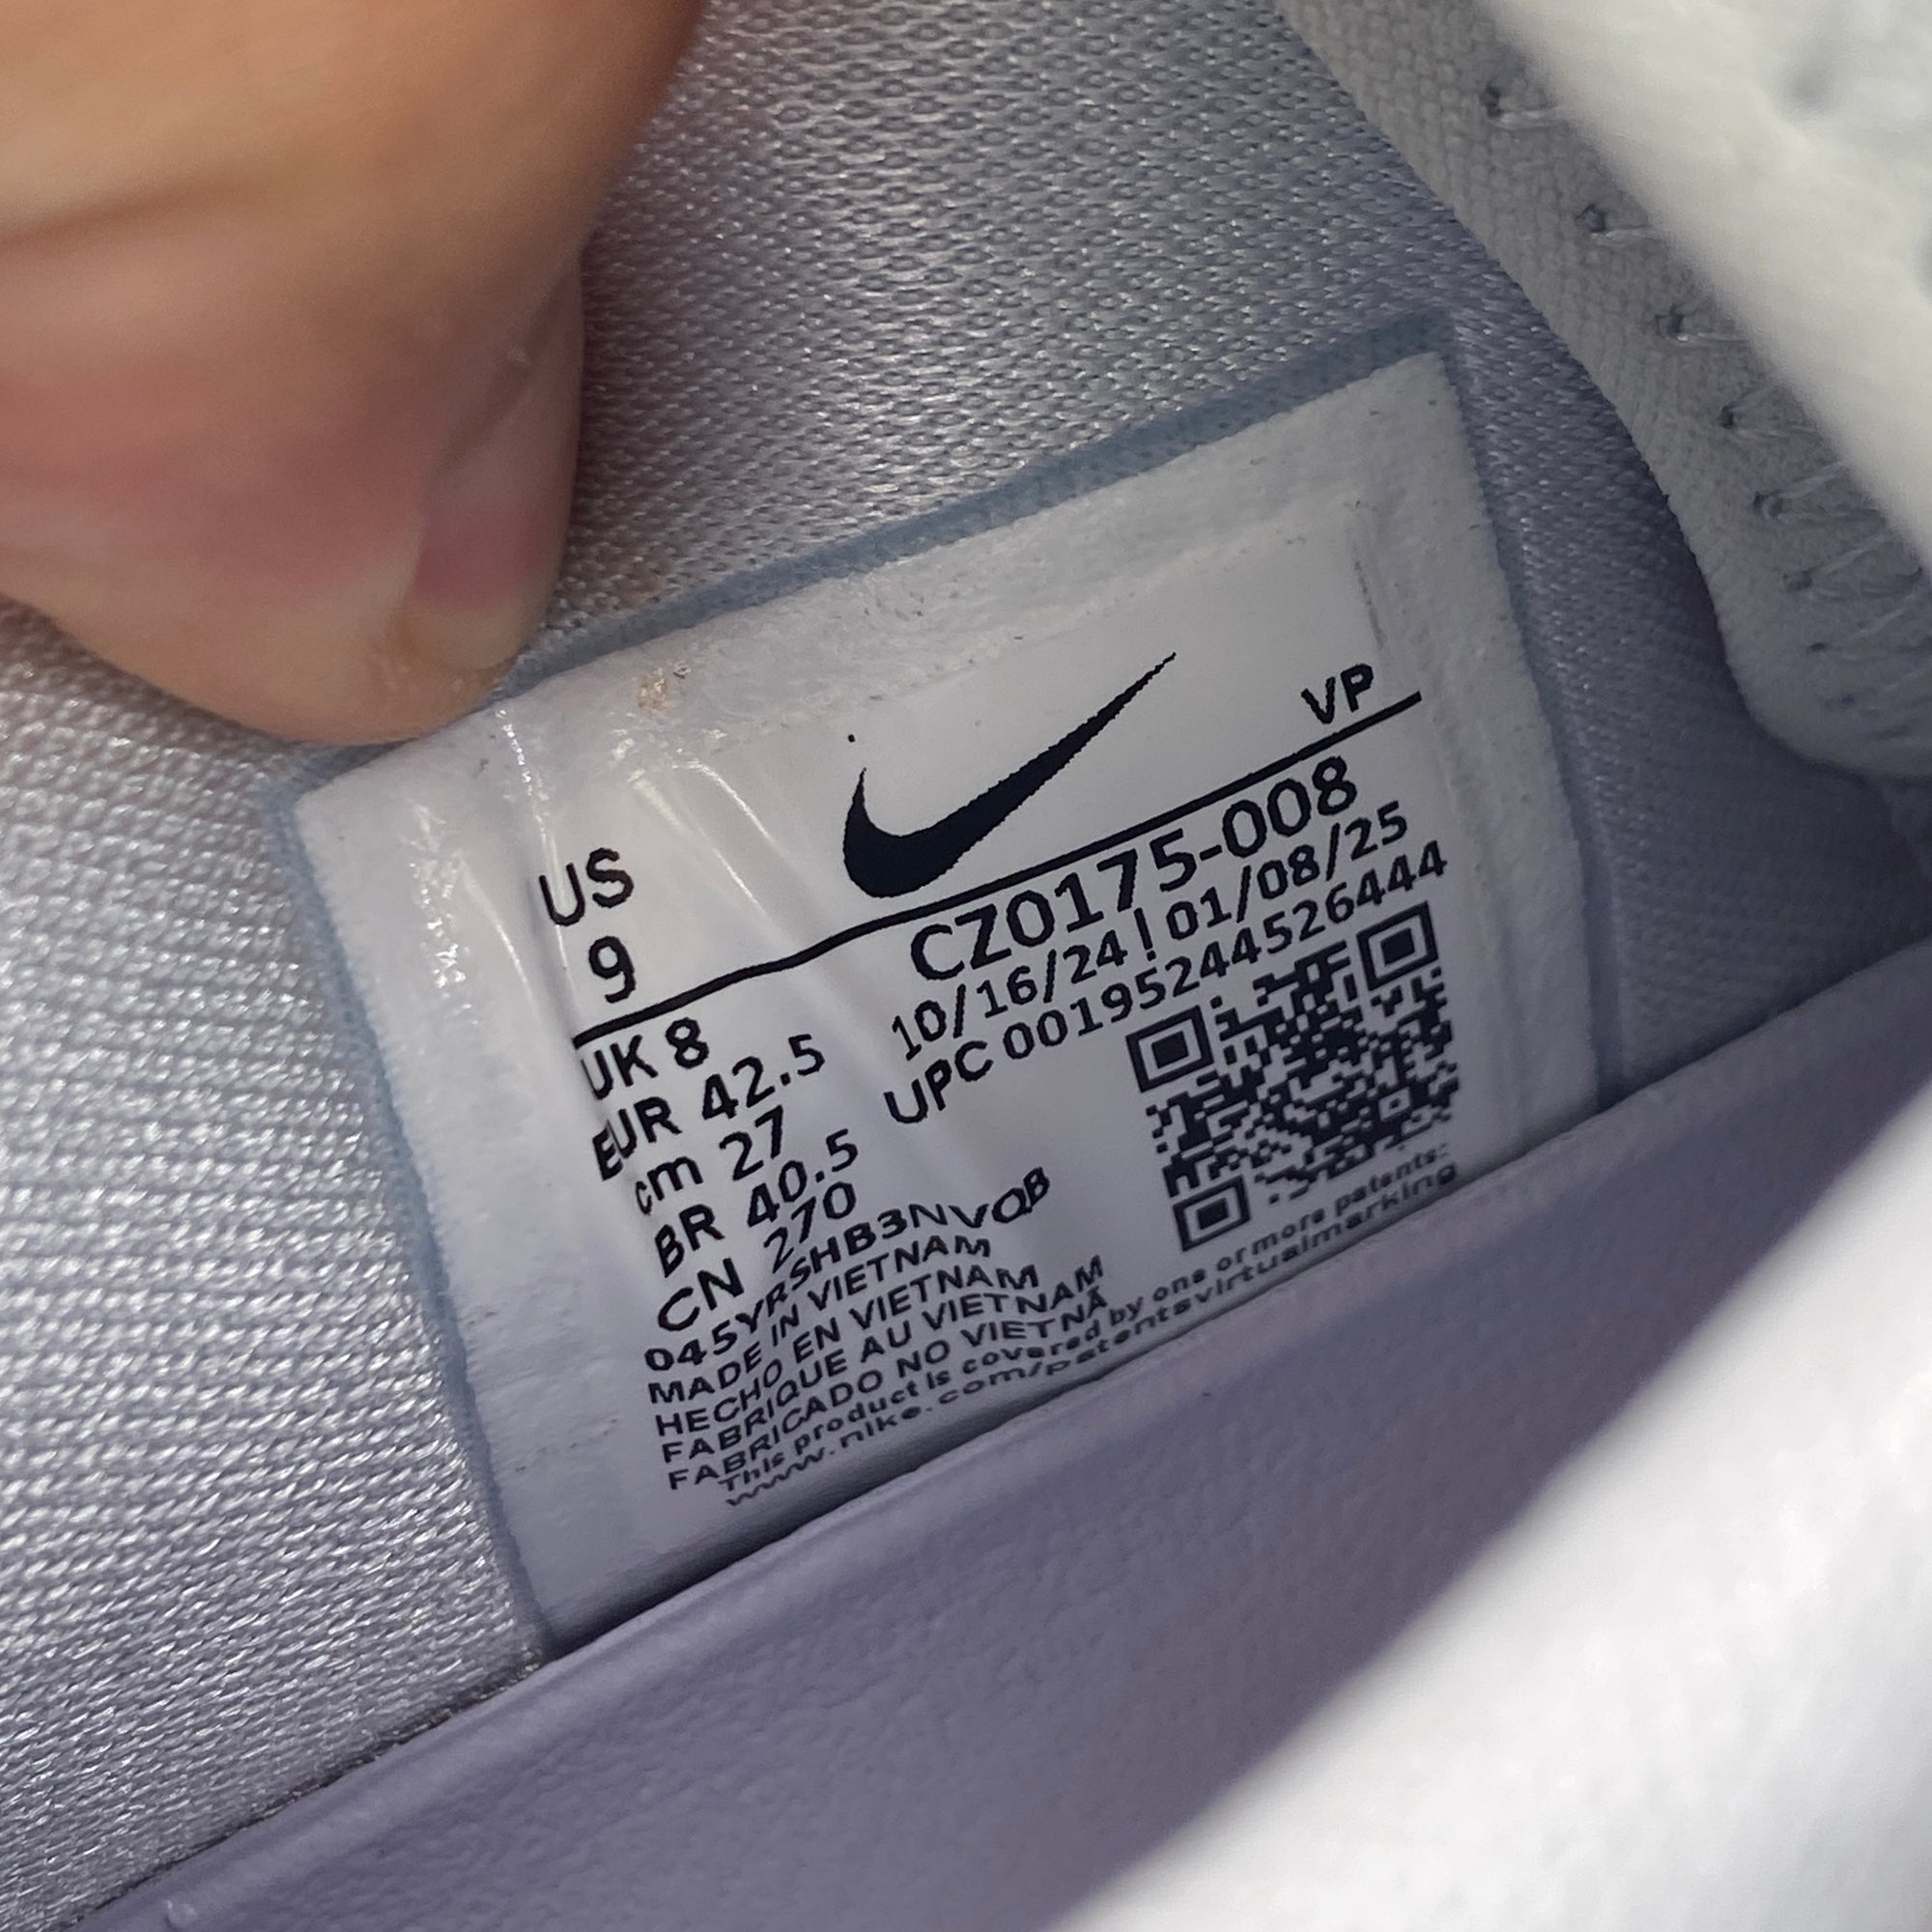 VP
US
9
CZ0175-008
10/16/24 ! 01/08/25
UPC 00195244526444
UK 8
EUR 42.5
cm 27
BR 40.5
CN 270
045YRSHB3NVQB
MADE IN VIETNAM
HECHO EN VIETNAM
FABRIQUE AU VIETNAM
FABRICADO NO VIETNÃ
This product is covered by one or more patents:
www.nike.com/patentsvirtualmarking